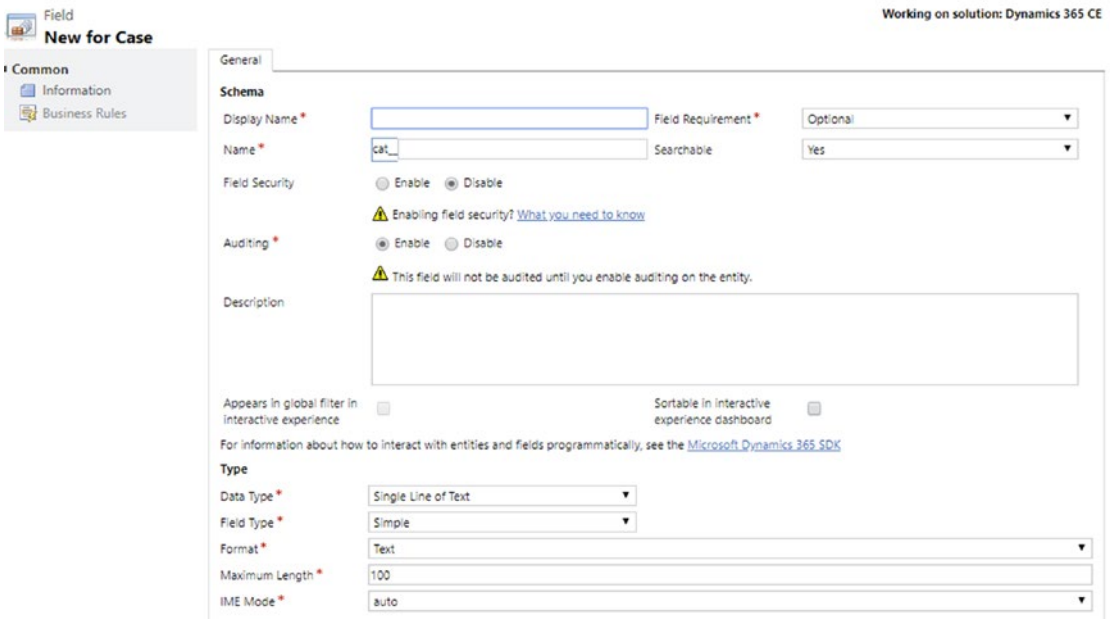 Field
Working on solution: Dynamics 365 CE
New for Case
Common
Information
Business Rules
General
Schema
Display Name *
Field Requirement * Optional
Name * cat_
Searchable Yes
Field Security Enable Disable
Enabling field security? What you need to know
Auditing * Enable Disable
This field will not be audited until you enable auditing on the entity.
Description
Appears in global filter in
interactive experience
Sortable in interactive
experience dashboard
For information about how to interact with entities and fields programmatically, see the Microsoft Dynamics 365 SDK
Type
Data Type * Single Line of Text
Field Type * Simple
Format * Text
Maximum Length * 100
IME Mode * auto